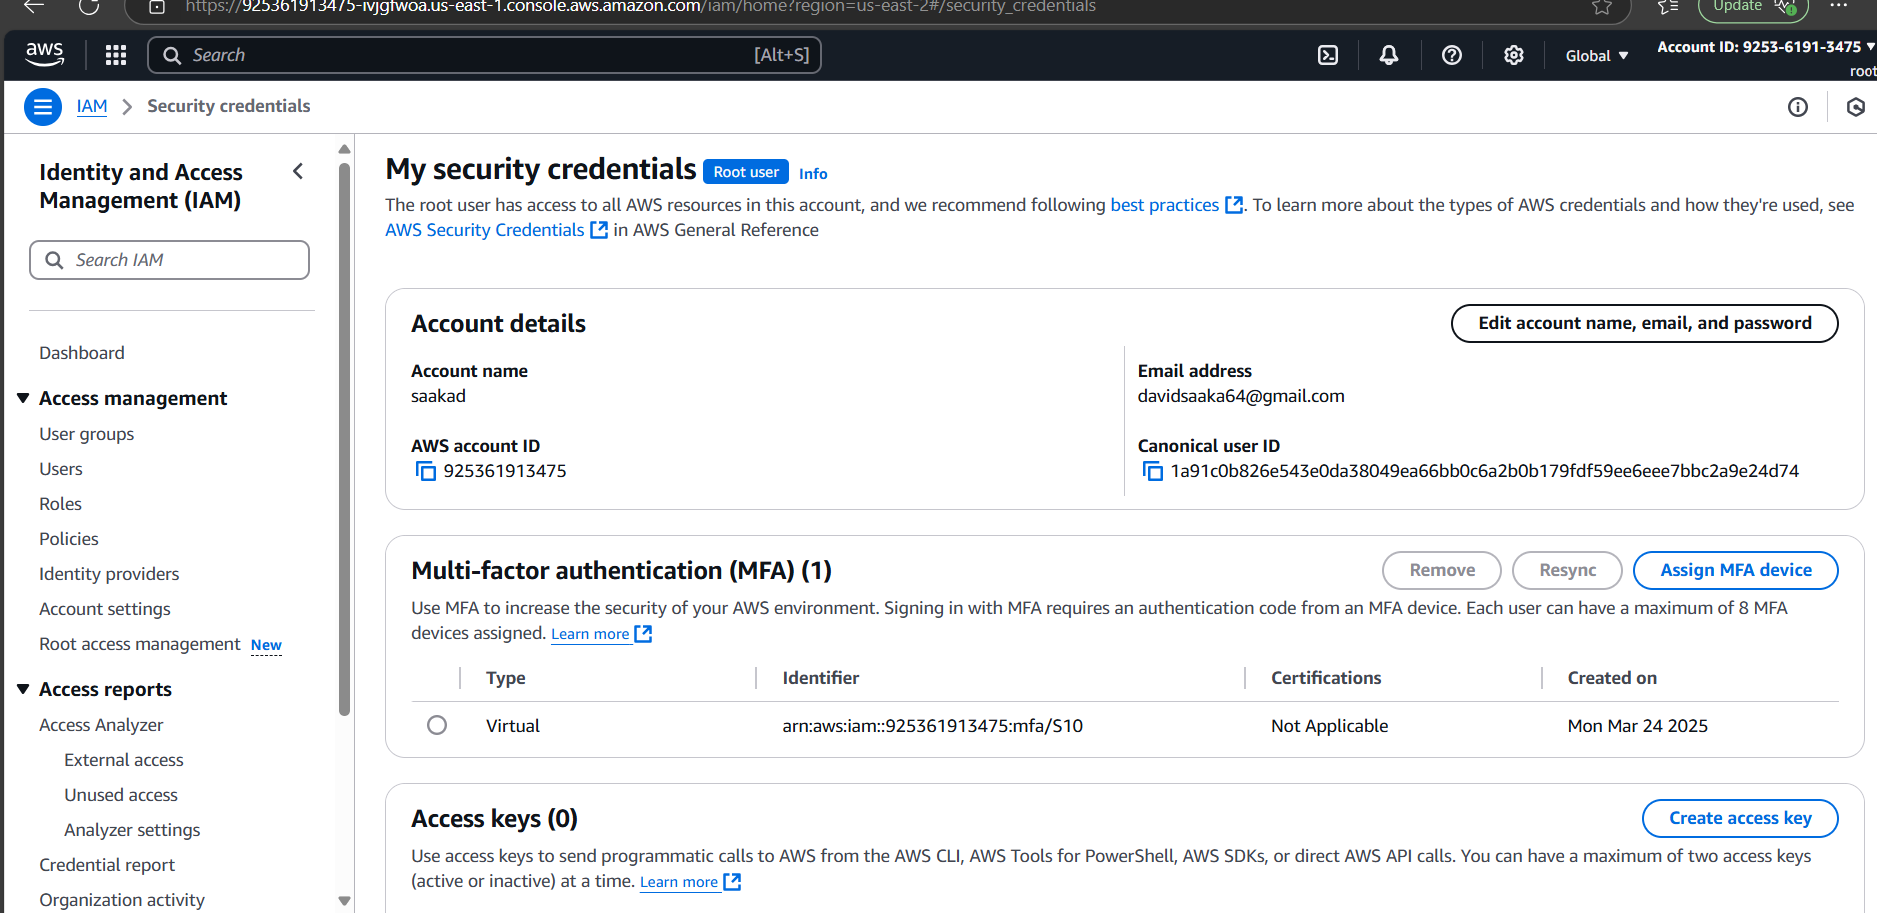 https://925361913475-ivjgfwoa.us-east-1.console.aws.amazon.com/iam/home?region=us-east-2#/security_credentials
Update
aws
Search
[Alt+S]
Global
Account ID: 9253-6191-3475
root
IAM
Security credentials
Identity and Access
Management (IAM)
Search IAM
Dashboard
Access management
User groups
Users
Roles
Policies
Identity providers
Account settings
Root access management New
Access reports
Access Analyzer
External access
Unused access
Analyzer settings
Credential report
Organization activity
My security credentials Root user Info
The root user has access to all AWS resources in this account, and we recommend following best practices. To learn more about the types of AWS credentials and how they're used, see
AWS Security Credentials in AWS General Reference
Account details
Edit account name, email, and password
Account name
saakad
Email address
davidsaaka64@gmail.com
AWS account ID
925361913475
Canonical user ID
1a91c0b826e543e0da38049ea66bb0c6a2b0b179fdf59ee6eee7bbc2a9e24d74
Multi-factor authentication (MFA) (1)
Remove
Resync
Assign MFA device
Use MFA to increase the security of your AWS environment. Signing in with MFA requires an authentication code from an MFA device. Each user can have a maximum of 8 MFA
devices assigned. Learn more
Type
Identifier
Certifications
Created on
Virtual
arn:aws:iam::925361913475:mfa/S10
Not Applicable
Mon Mar 24 2025
Access keys (0)
Create access key
Use access keys to send programmatic calls to AWS from the AWS CLI, AWS Tools for PowerShell, AWS SDKs, or direct AWS API calls. You can have a maximum of two access keys
(active or inactive) at a time. Learn more